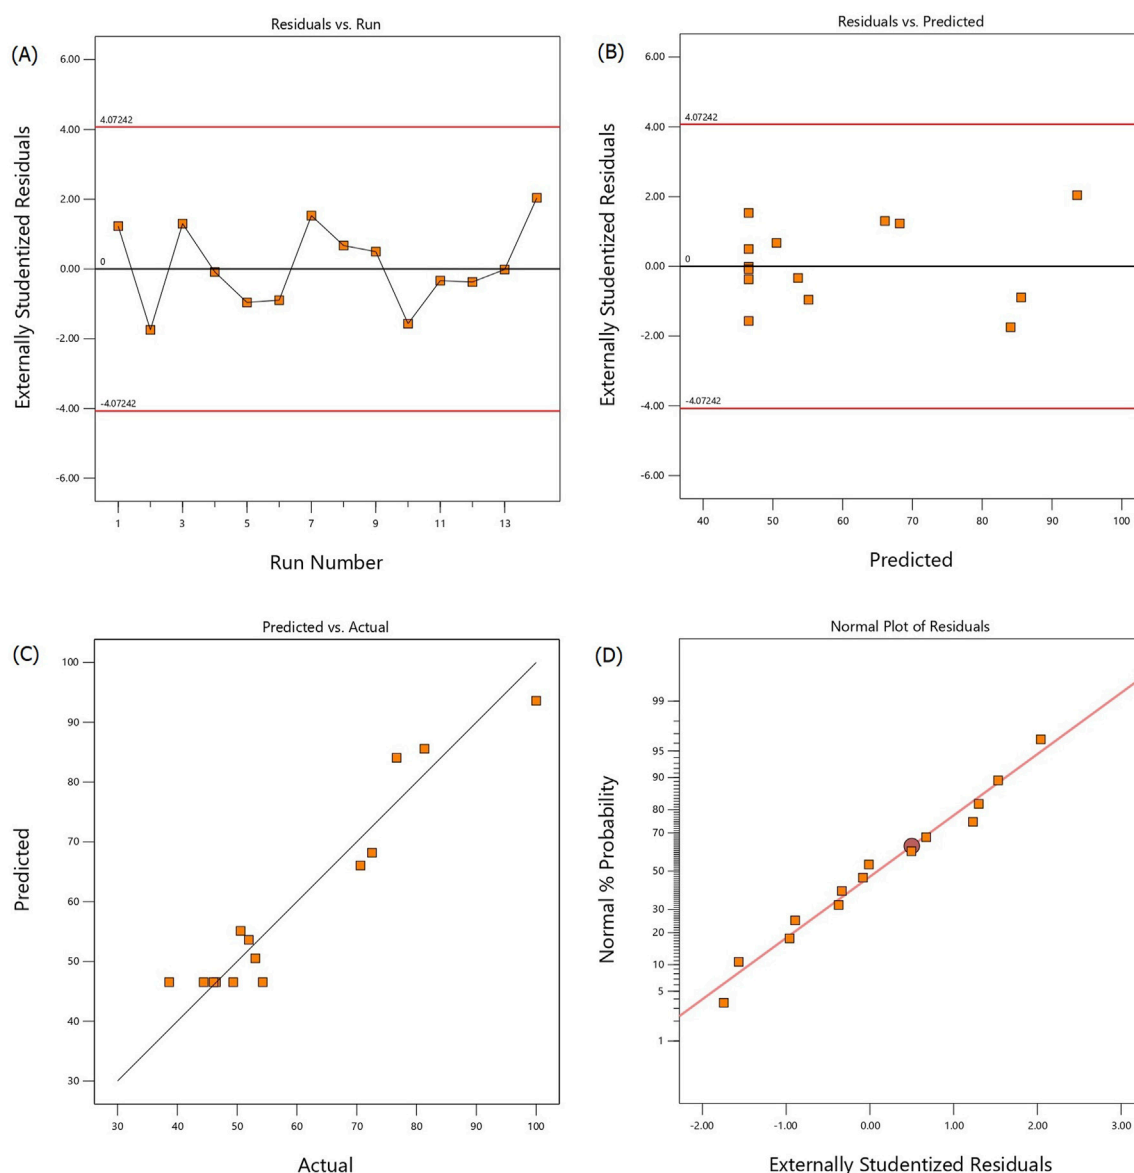 (A)
Residuals vs. Run
Externally Studentized Residuals
6.00
4.00
2.00
0.00
-2.00
-4.00
-6.00
4.07242
0
-4.07242
1 3 5 7 9 11 13
Run Number
(B)
Residuals vs. Predicted
Externally Studentized Residuals
6.00
4.00
2.00
0.00
-2.00
-4.00
-6.00
4.07242
0
-4.07242
40 50 60 70 80 90 100
Predicted
(C)
Predicted vs. Actual
Predicted
100
90
80
70
60
50
40
30
30 40 50 60 70 80 90 100
Actual
(D)
Normal Plot of Residuals
Normal % Probability
99
95
90
80
70
50
30
20
10
5
1
-2.00 -1.00 0.00 1.00 2.00 3.00
Externally Studentized Residuals